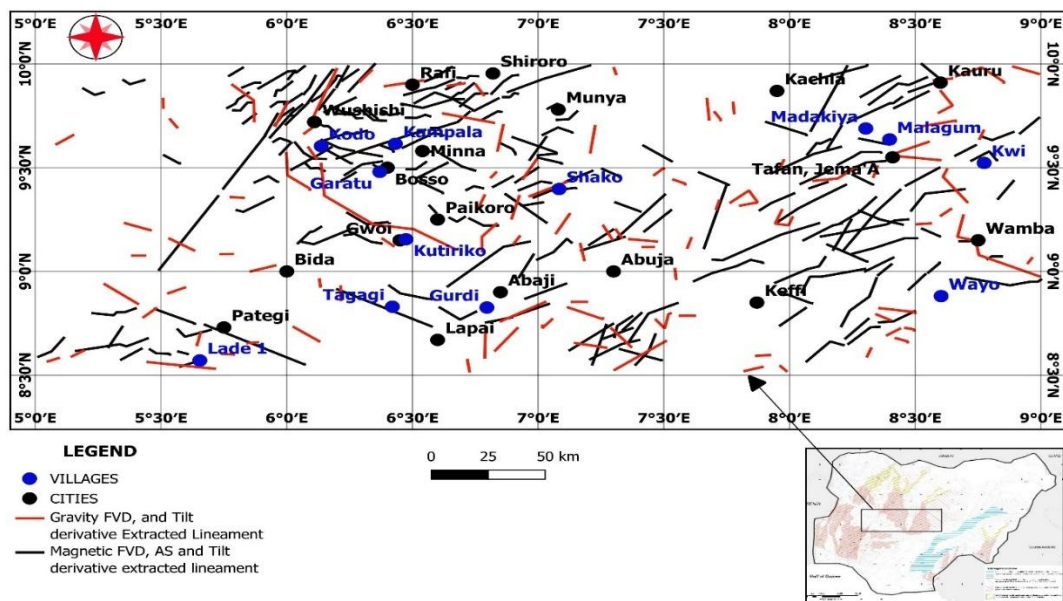 5°0'E 5°30'E 6°0'E 6°30'E 7°0'E 7°30'E 8°0'E 8°30'E 9°0'E
10°0'N 10°0'N
Shiroro
Rafi
Kachia
Kauru
Munya
Wushishi
Madakiya
Malagum
Kodo
Kampala
Minna
Kwi
9°30'N 9°30'N
Garatu
Bosso
Tafan, Jema'A
Shako
Paikoro
Gwoi
Kutiriko
Wamba
Bida
Abuja
9°0'N 9°0'N
Abaji
Tagagi
Gurdi
Keffi
Wayo
Pategi
Lapai
Lade 1
8°30'N 8°30'N
5°0'E 5°30'E 6°0'E 6°30'E 7°0'E 7°30'E 8°0'E 8°30'E 9°0'E
LEGEND
VILLAGES
CITIES
Gravity FVD, and Tilt
derivative Extracted Lineament
Magnetic FVD, AS and Tilt
derivative extracted lineament
0 25 50 km